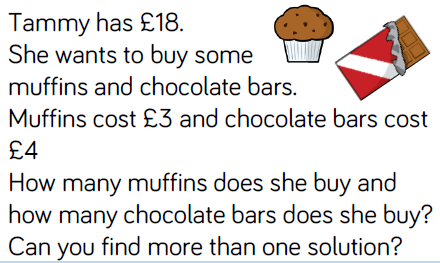 Tammy has £18.
She wants to buy some
muffins and chocolate bars.
Muffins cost £3 and chocolate bars cost
£4
How many muffins does she buy and
how many chocolate bars does she buy?
Can you find more than one solution?